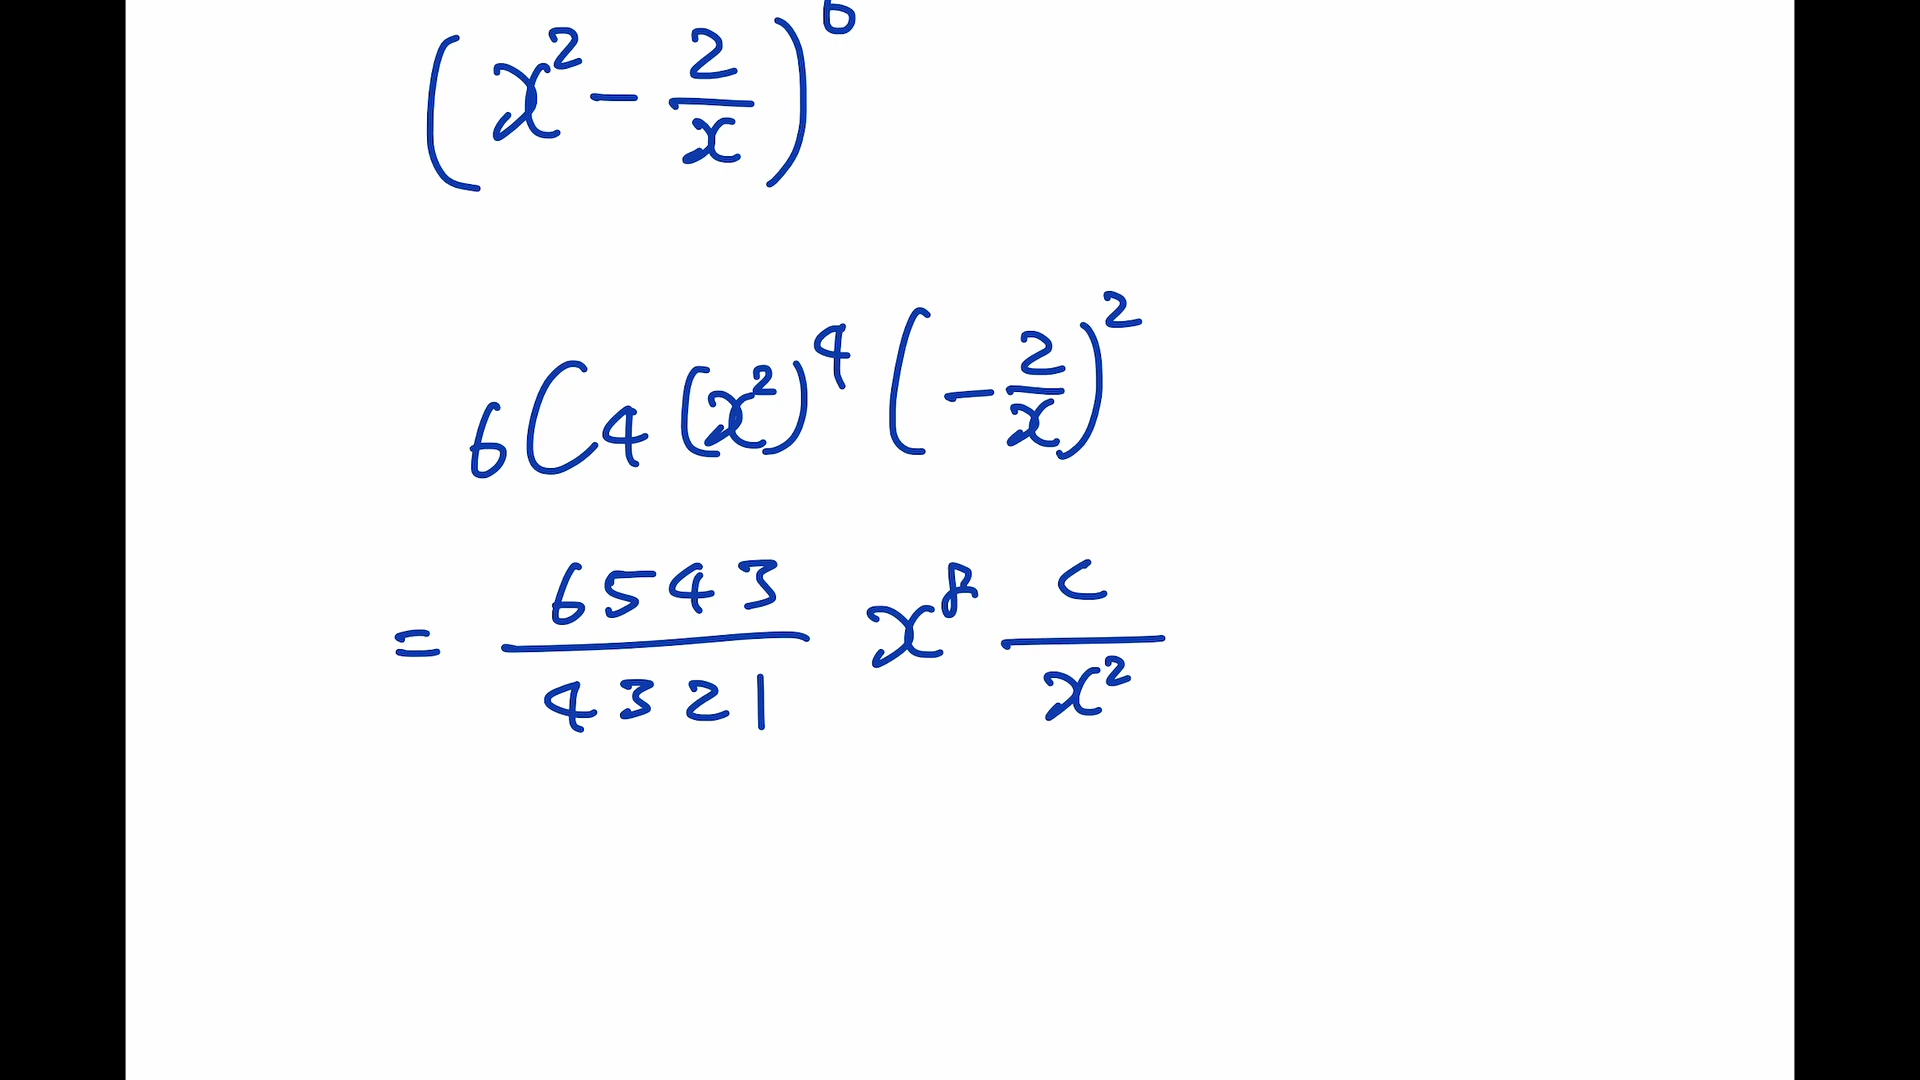 (x² - 2/x)⁶
6C4 (x²)⁴ (-2/x)²
= 6543/4321 x⁸ c/x²